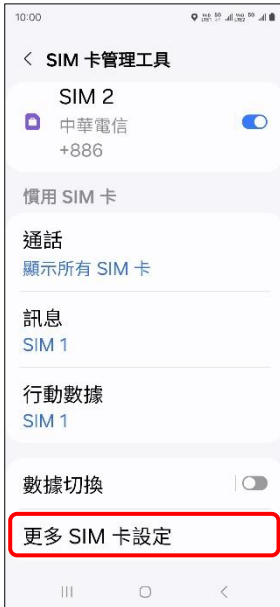 10:00
SIM 卡管理工具
SIM 2
中華電信
+886
慣用 SIM 卡
通話
顯示所有 SIM 卡
訊息
SIM 1
行動數據
SIM 1
數據切換
更多 SIM 卡設定